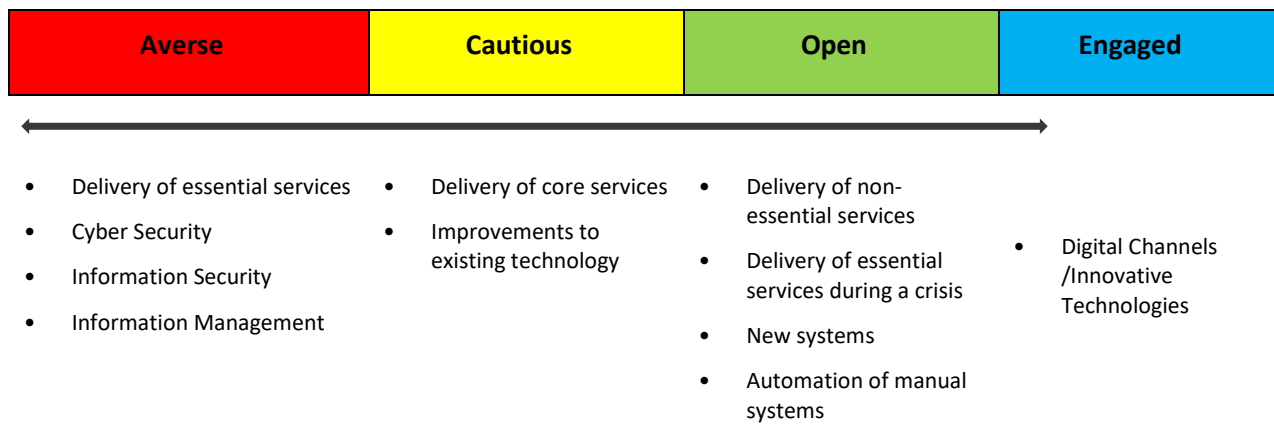 Averse
Cautious
Open
Engaged
• Delivery of essential services
• Cyber Security
• Information Security
• Information Management
• Delivery of core services
• Improvements to
existing technology
• Delivery of non-
essential services
• Delivery of essential
services during a crisis
• New systems
• Automation of manual
systems
• Digital Channels
/Innovative
Technologies